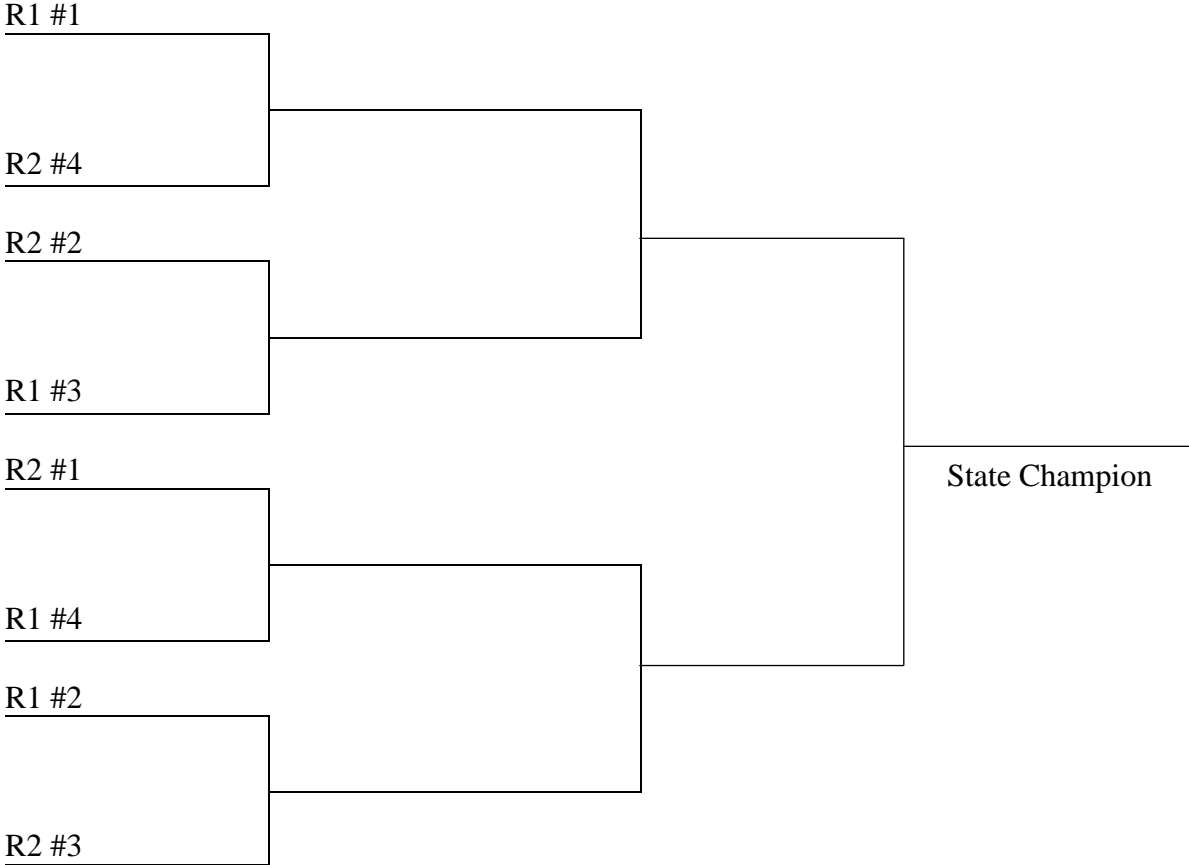 R1 #1
R2 #4
R2 #2
R1 #3
R2 #1
State Champion
R1 #4
R1 #2
R2 #3